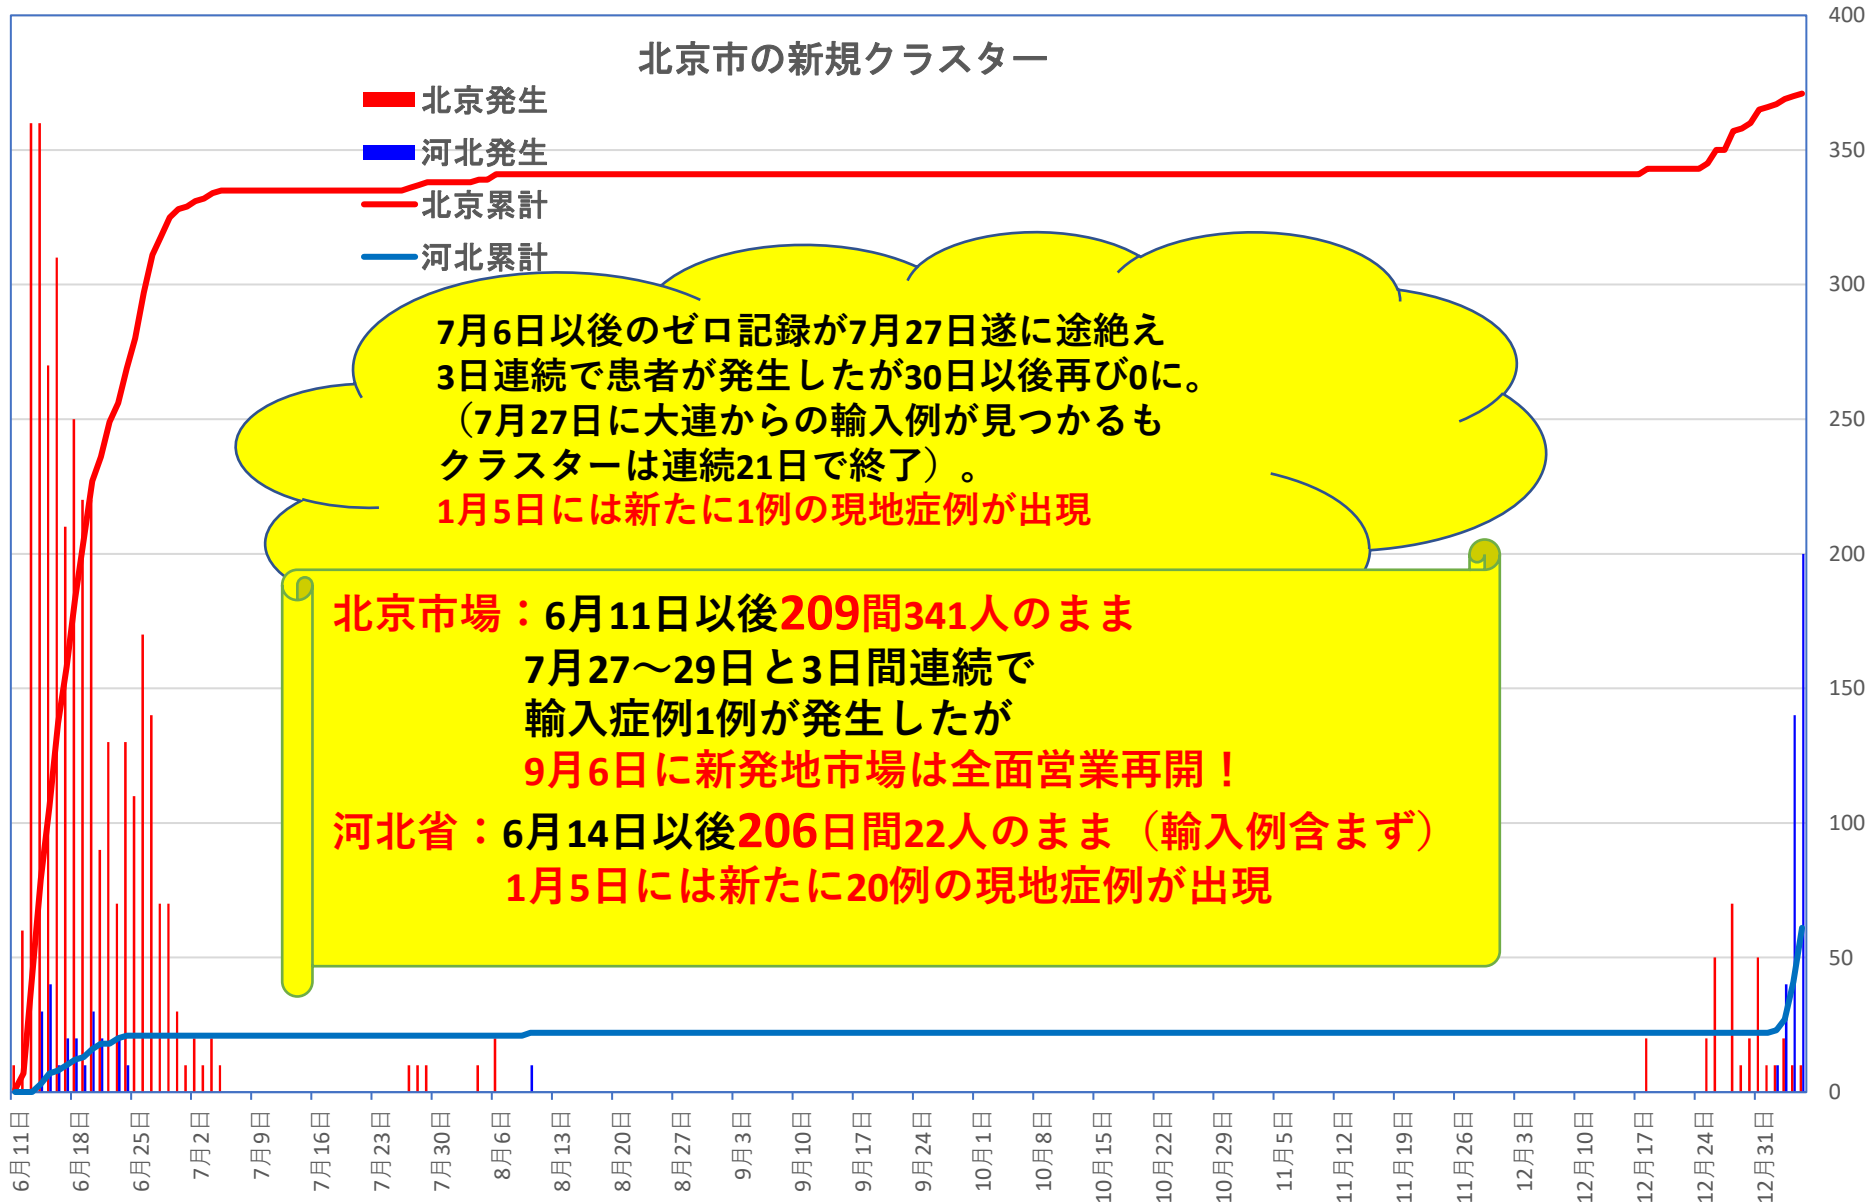 北京市の新規クラスター
北京発生
河北発生
北京累計
河北累計
7月6日以後のゼロ記録が7月27日遂に途絶え
3日連続で患者が発生したが30日以後再び0に。
（7月27日に大連からの輸入例が見つかるも
クラスターは連続21日で終了）。
1月5日には新たに1例の現地症例が出現
北京市場：6月11日以後209間341人のまま
7月27～29日と3日間連続で
輸入症例1例が発生したが
9月6日に新発地市場は全面営業再開！
河北省：6月14日以後206日間22人のまま（輸入例含まず）
1月5日には新たに20例の現地症例が出現
400
350
300
250
200
150
100
50
0
6月11日
6月18日
6月25日
7月2日
7月9日
7月16日
7月23日
7月30日
8月6日
8月13日
8月20日
8月27日
9月3日
9月10日
9月17日
9月24日
10月1日
10月8日
10月15日
10月22日
10月29日
11月5日
11月12日
11月19日
11月26日
12月3日
12月10日
12月17日
12月24日
12月31日